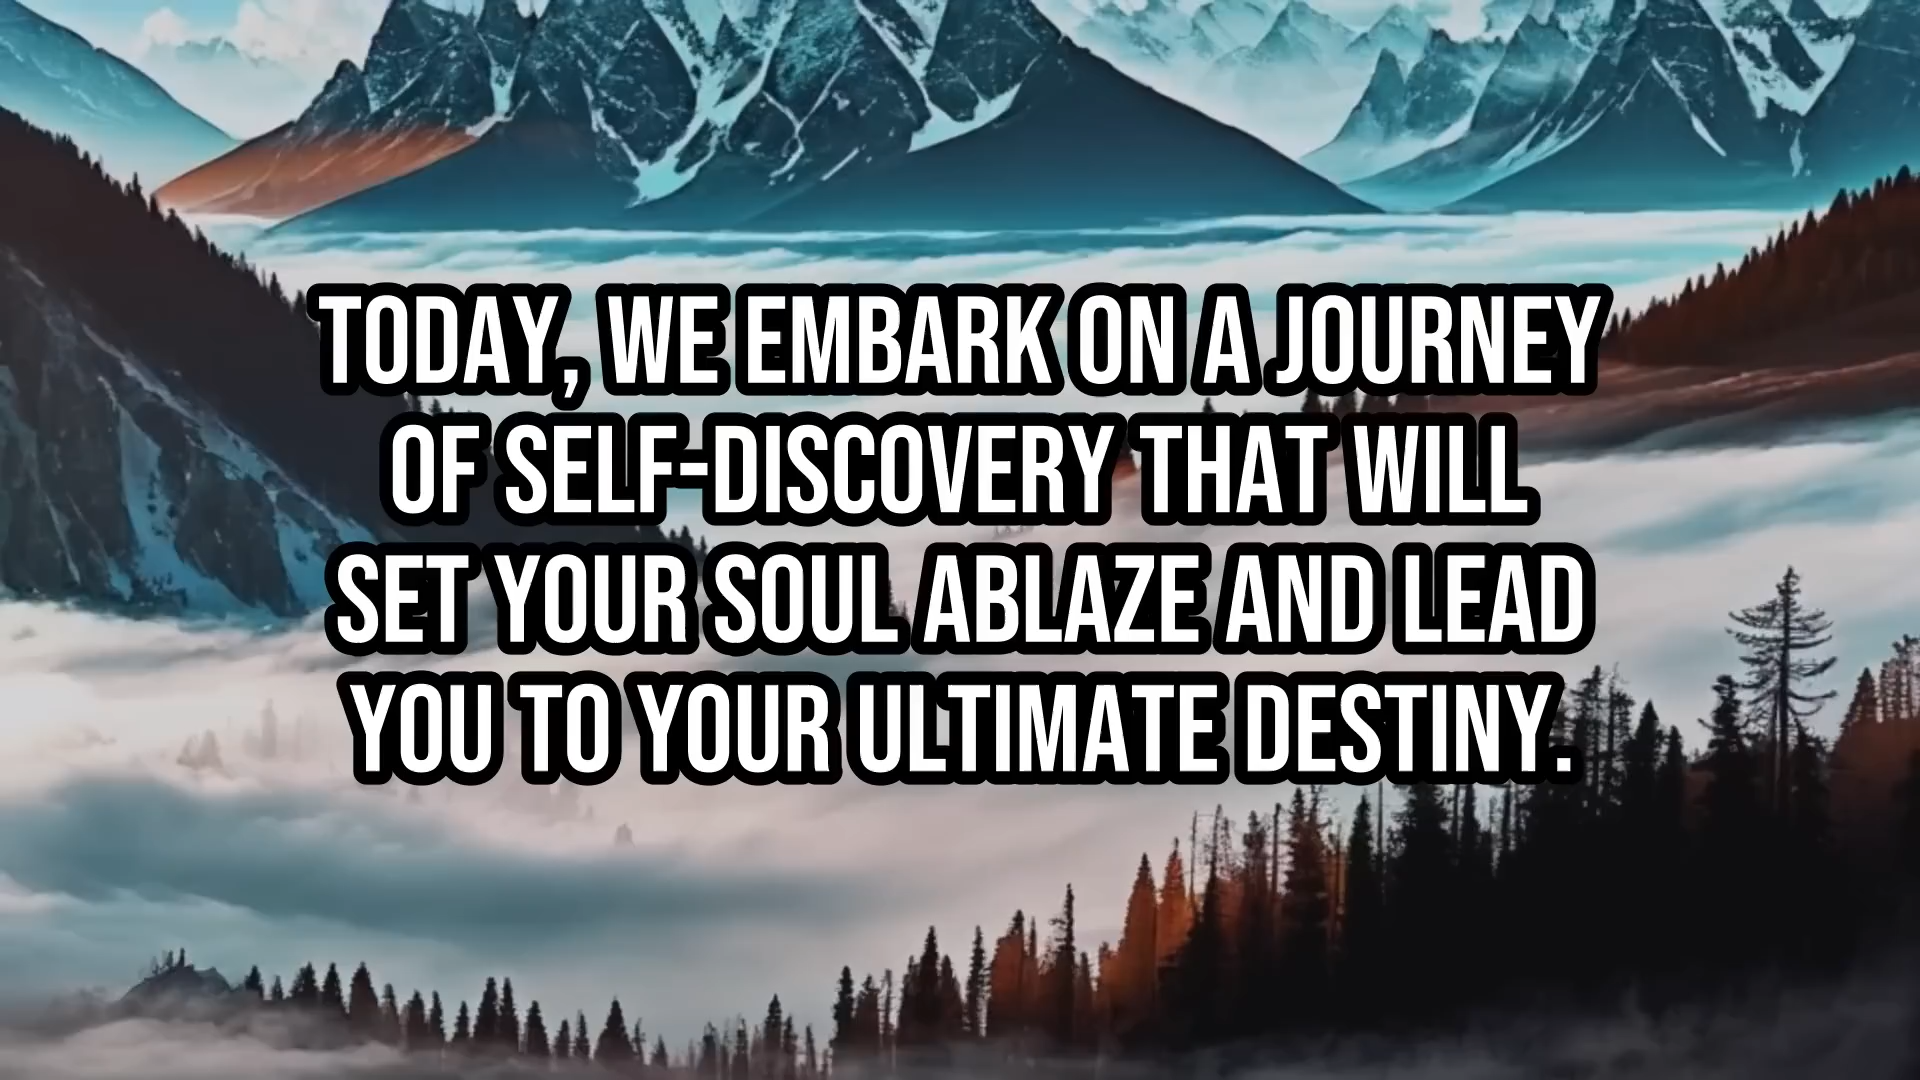 TODAY, WE EMBARK ON A JOURNEY
OF SELF-DISCOVERY THAT WILL
SET YOUR SOUL ABLAZE AND LEAD
YOU TO YOUR ULTIMATE DESTINY.